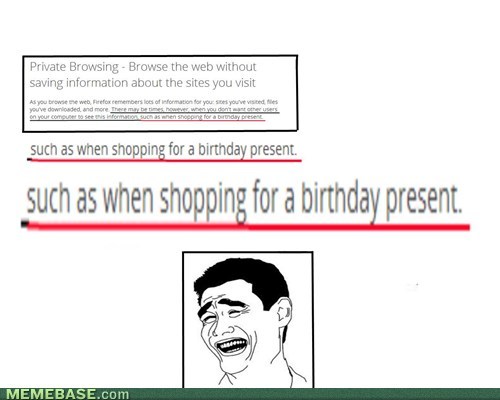 Private Browsing - Browse the web without
saving information about the sites you visit
As you browse the web, Firefox remembers lots of information for you: sites you've visited, files
you've downloaded, and more. There may be times, however, when you don't want other users
on your computer to see this information, such as when shopping for a birthday present.
such as when shopping for a birthday present.
such as when shopping for a birthday present.
MEMEBASE.com